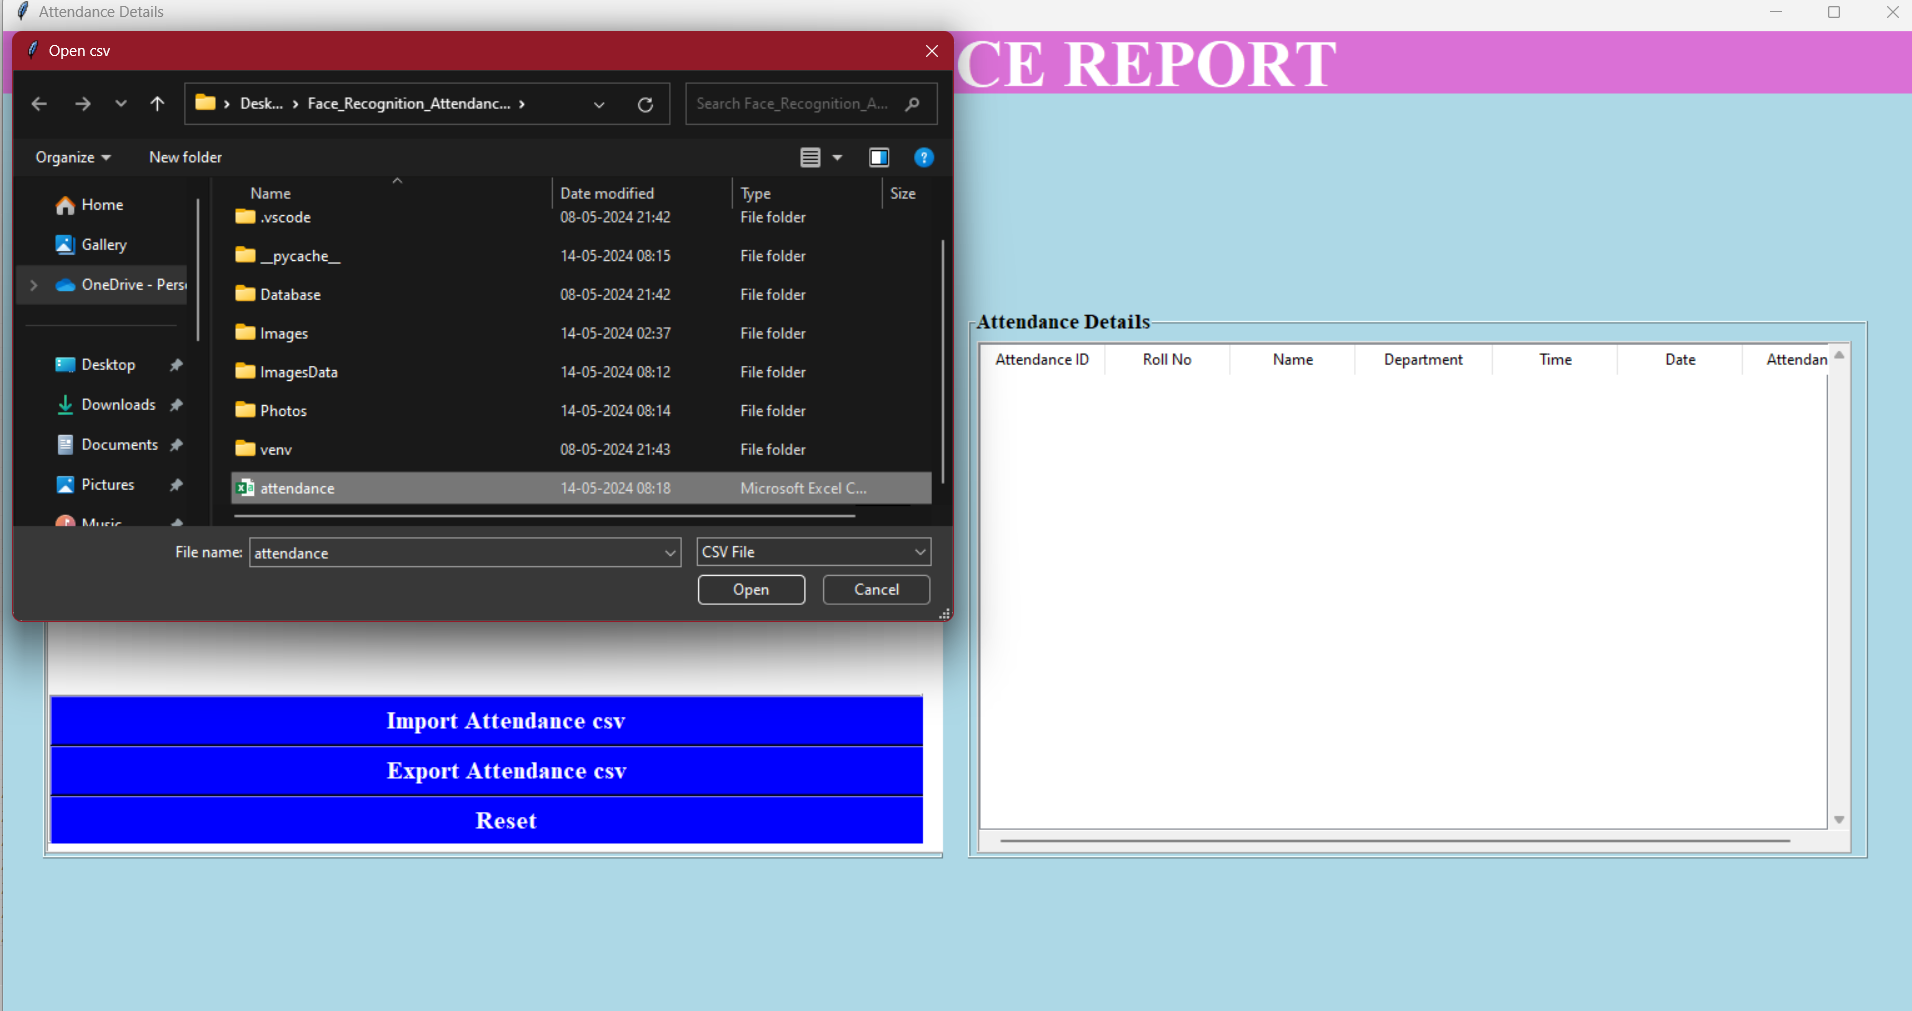 Attendance Details
Open csv
CE REPORT
Desk... Face_Recognition_Attendanc...
Search Face_Recognition_A...
Organize New folder
Home
Gallery
OneDrive - Pers
Desktop
Downloads
Documents
Pictures
Music
Name Date modified Type Size
.vscode 08-05-2024 21:42 File folder
__pycache__ 14-05-2024 08:15 File folder
Database 08-05-2024 21:42 File folder
Images 14-05-2024 02:37 File folder
ImagesData 14-05-2024 08:12 File folder
Photos 14-05-2024 08:14 File folder
venv 08-05-2024 21:43 File folder
attendance 14-05-2024 08:18 Microsoft Excel C...
File name: attendance CSV File
Open Cancel
Attendance Details
Attendance ID Roll No Name Department Time Date Attendan
Import Attendance csv
Export Attendance csv
Reset